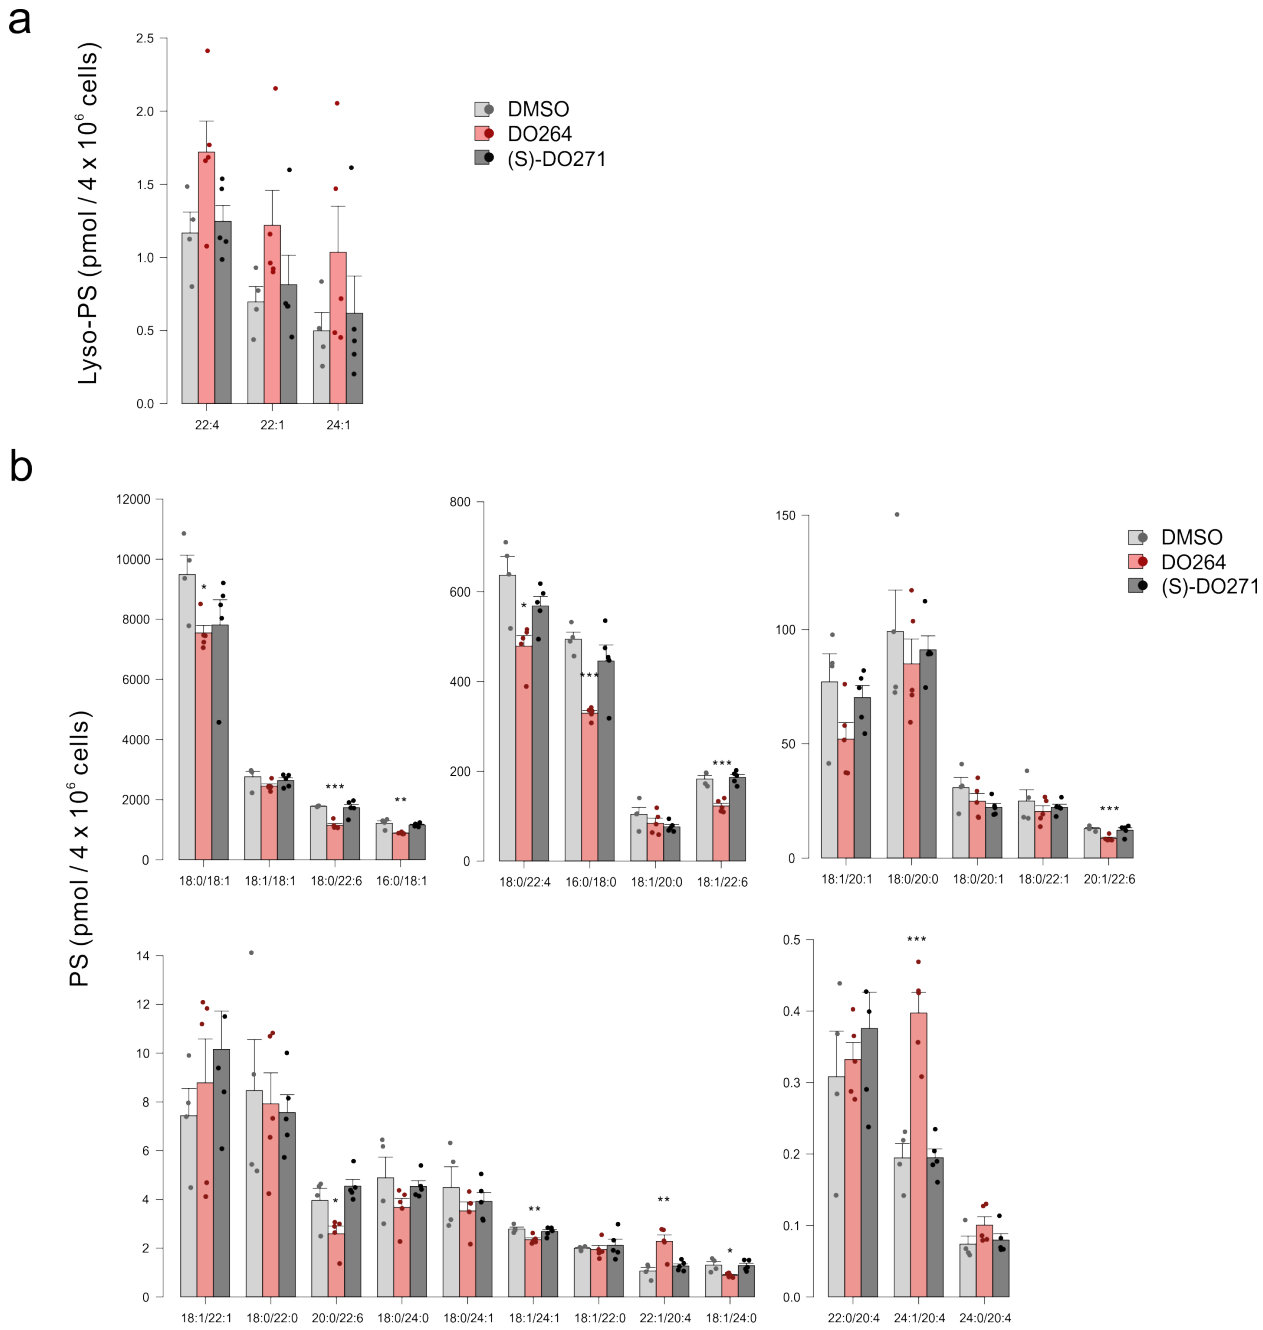 a
Lyso-PS (pmol / 4 x 10⁶ cells)
2.5
2.0
1.5
1.0
0.5
0.0
22:4 22:1 24:1
DMSO
DO264
(S)-DO271
b
PS (pmol / 4 x 10⁶ cells)
12000
10000
8000
6000
4000
2000
0
* *** **
18:0/18:1 18:1/18:1 18:0/22:6 16:0/18:1
800
600
400
200
0
* *** ***
18:0/22:4 16:0/18:0 18:1/20:0 18:1/22:6
150
100
50
0
***
18:1/20:1 18:0/20:0 18:0/20:1 18:0/22:1 20:1/22:6
DMSO
DO264
(S)-DO271
14
12
10
8
6
4
2
0
* ** ** *
18:1/22:1 18:0/22:0 20:0/22:6 18:0/24:0 18:0/24:1 18:1/24:1 18:1/22:0 22:1/20:4 18:1/24:0
0.5
0.4
0.3
0.2
0.1
0.0
***
22:0/20:4 24:1/20:4 24:0/20:4